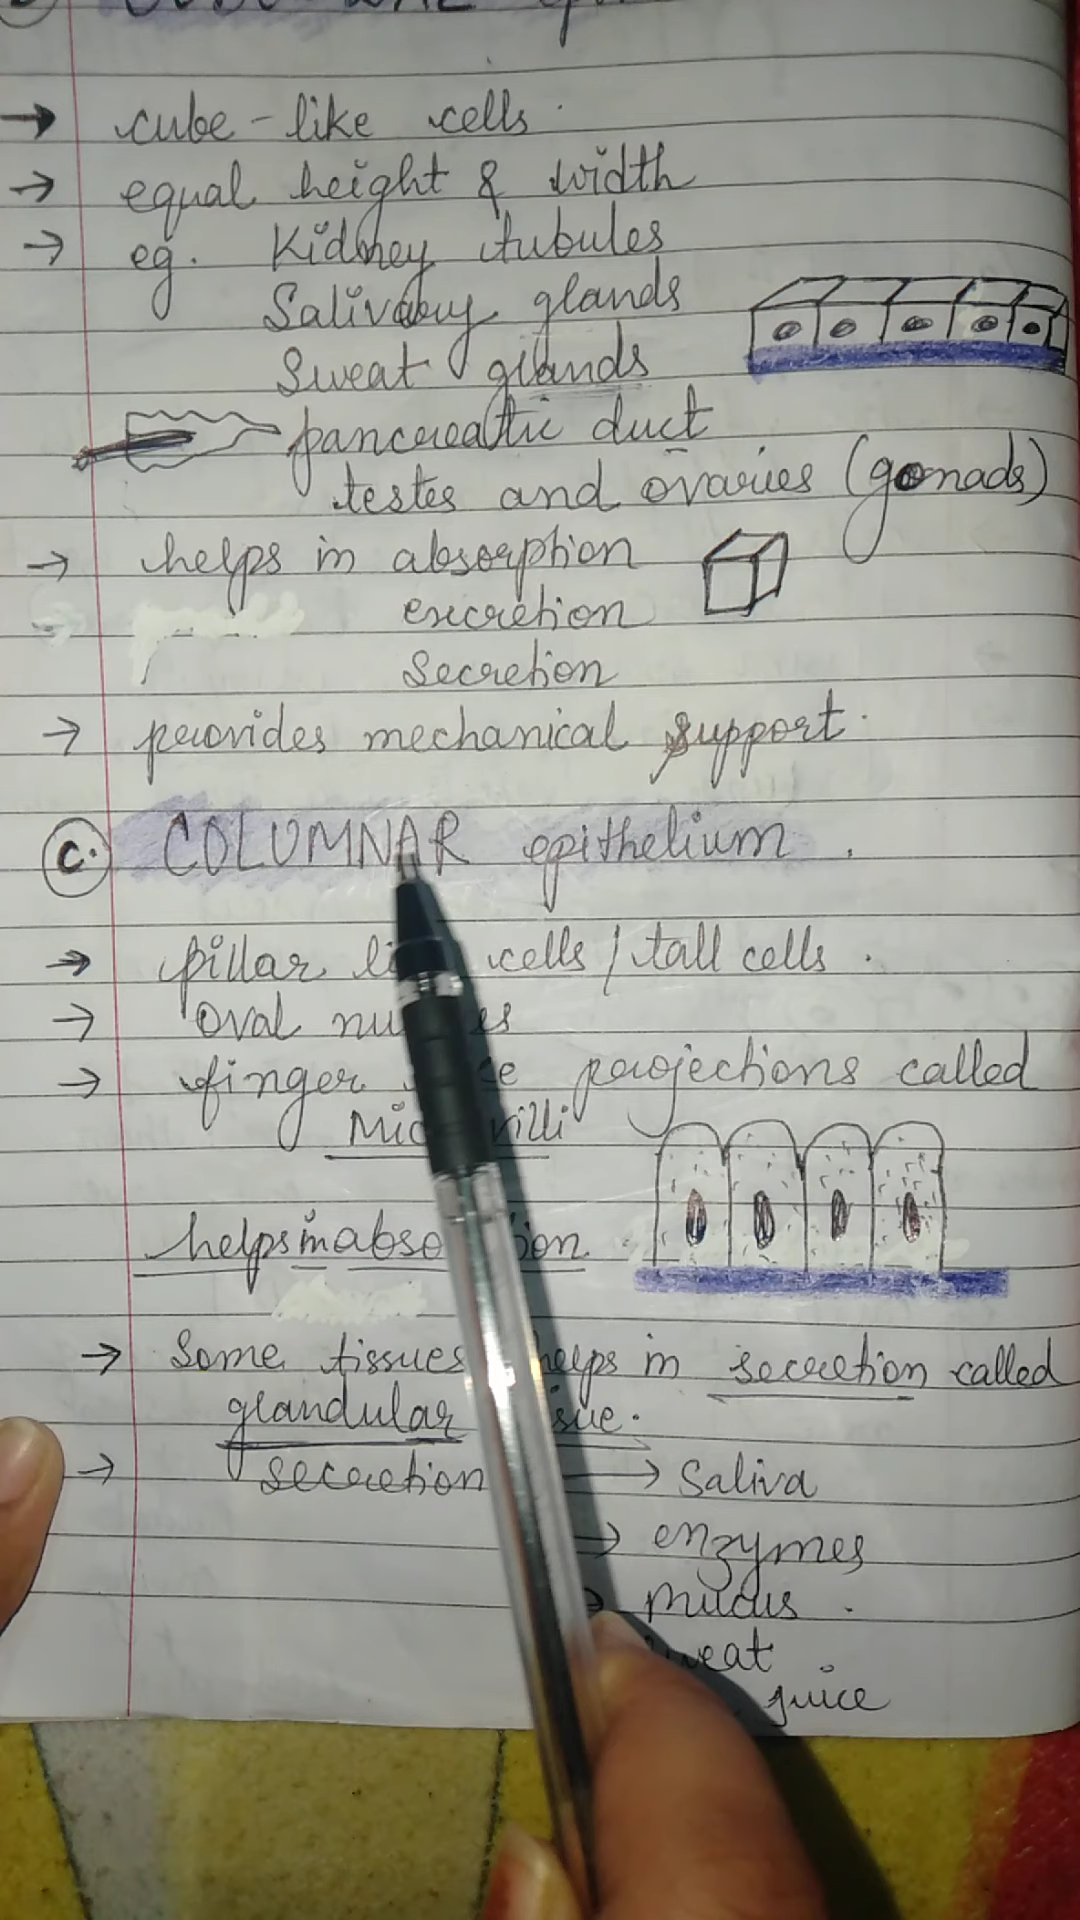 → cube-like cells.
→ equal height & width
→ eg. Kidney tubules
Salivary glands
Sweat glands
pancreatic duct
testes and ovaries (gonads)
→ helps in absorption
excretion
secretion
→ provides mechanical support.
C. COLUMNAR epithelium.
→ pillar cells / tall cells.
→ Oval
→ finger projections called
helps in
→ Some tissues helps in secretion called
glandular
→ secretion → Saliva
→ enzymes
→ mucus.
juice